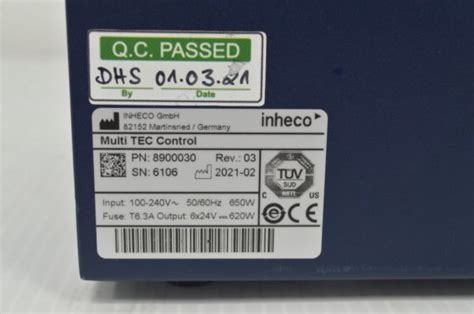 Q.C. PASSED
DHS 01.03.21
By Date
INHECO GmbH
82152 Martinsried / Germany
inheco
Multi TEC Control
PN: 8900030 Rev.: 03
SN: 6106 2021-02
TÜV
SUD
C US
Input: 100-240V~ 50/60Hz 650W
Fuse: T6.3A Output: 6x24V⎓620W
CE